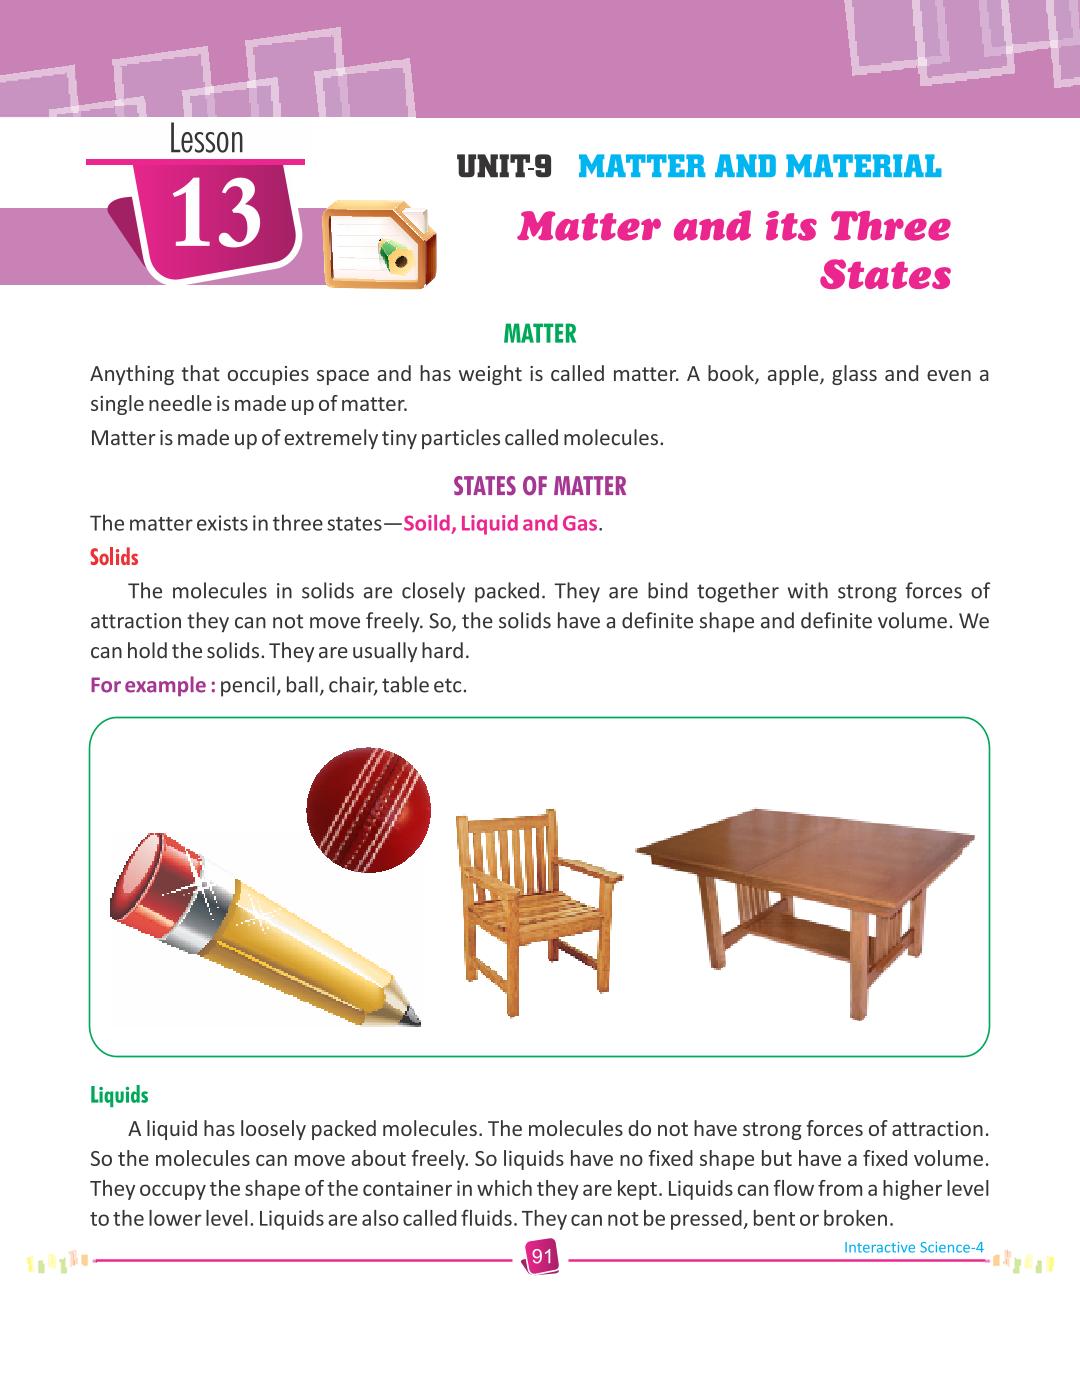 Lesson
13
UNIT-9 MATTER AND MATERIAL
Matter and its Three
States
MATTER
Anything that occupies space and has weight is called matter. A book, apple, glass and even a
single needle is made up of matter.
Matter is made up of extremely tiny particles called molecules.
STATES OF MATTER
The matter exists in three states—Soild, Liquid and Gas.
Solids
The molecules in solids are closely packed. They are bind together with strong forces of
attraction they can not move freely. So, the solids have a definite shape and definite volume. We
can hold the solids. They are usually hard.
For example : pencil, ball, chair, table etc.
Liquids
A liquid has loosely packed molecules. The molecules do not have strong forces of attraction.
So the molecules can move about freely. So liquids have no fixed shape but have a fixed volume.
They occupy the shape of the container in which they are kept. Liquids can flow from a higher level
to the lower level. Liquids are also called fluids. They can not be pressed, bent or broken.
Interactive Science-4
91